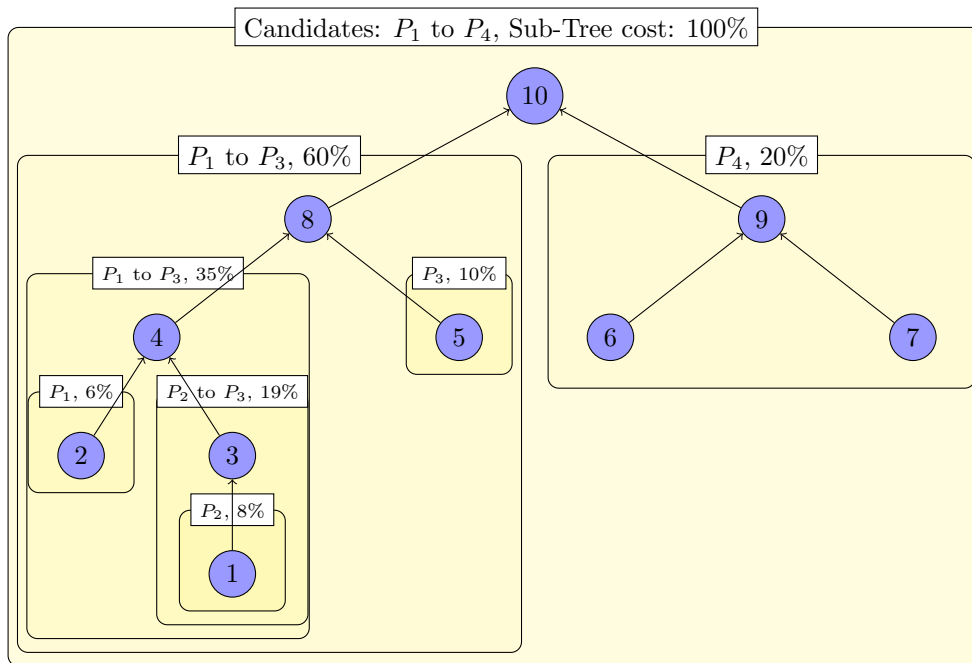 Candidates: P₁ to P₄, Sub-Tree cost: 100%
10
P₁ to P₃, 60%
P₄, 20%
8
9
P₁ to P₃, 35%
P₃, 10%
4
5
6
7
P₁, 6%
P₂ to P₃, 19%
2
3
P₂, 8%
1